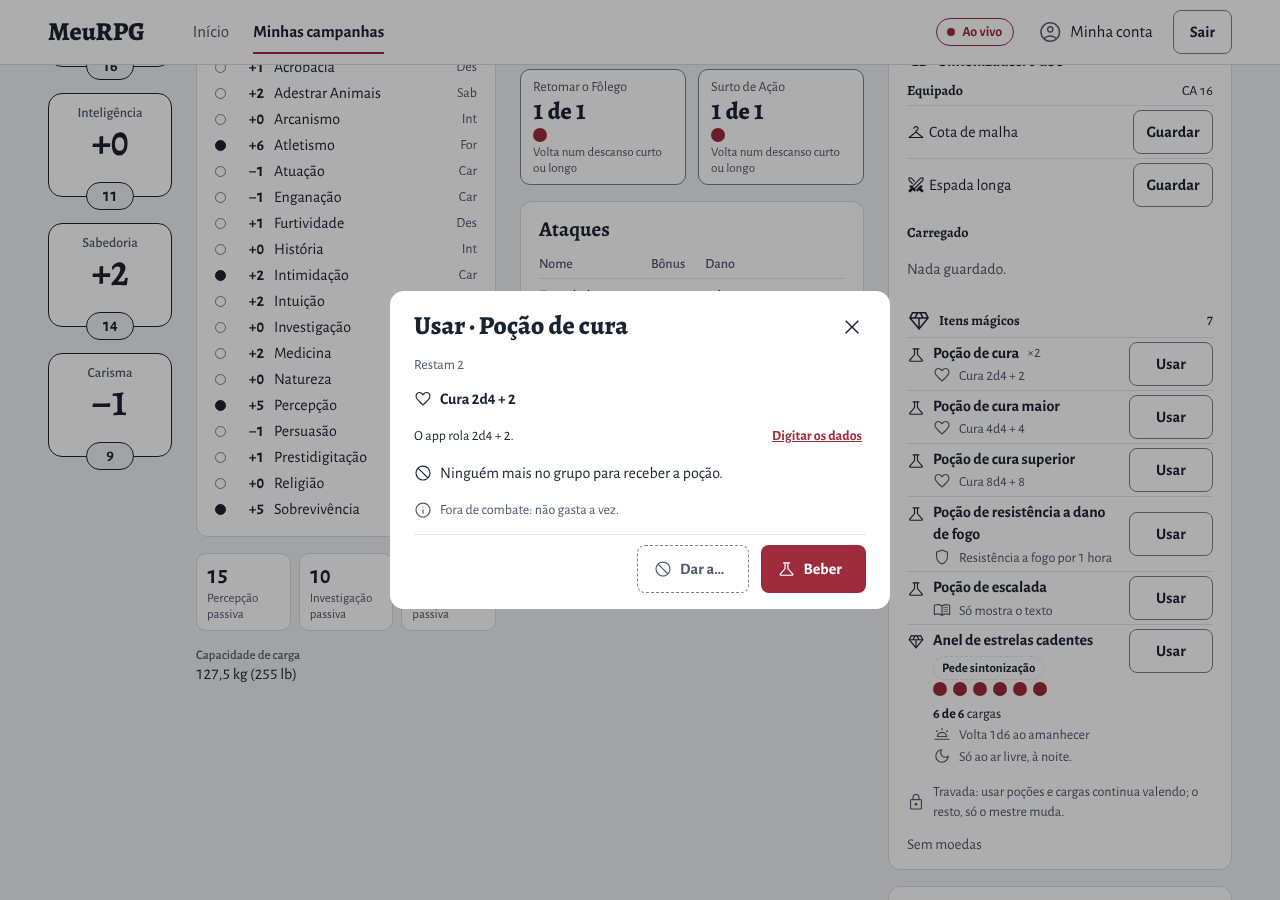 MeuRPG
Início
Minhas campanhas
Ao vivo
Minha conta
Sair
16
Inteligência
+0
11
Sabedoria
+2
14
Carisma
−1
9
+1 Acrobacia Des
+2 Adestrar Animais Sab
+0 Arcanismo Int
+6 Atletismo For
−1 Atuação Car
−1 Enganação Car
+1 Furtividade Des
+0 História Int
+2 Intimidação Car
+2 Intuição
+0 Investigação
+2 Medicina
+0 Natureza
+5 Percepção
−1 Persuasão
+1 Prestidigitação
+0 Religião
+5 Sobrevivência
15
Percepção
passiva
10
Investigação
passiva
passiva
Capacidade de carga
127,5 kg (255 lb)
Retomar o Fôlego
1 de 1
Volta num descanso curto
ou longo
Surto de Ação
1 de 1
Volta num descanso curto
ou longo
Ataques
Nome Bônus Dano
Usar · Poção de cura
Restam 2
Cura 2d4 + 2
O app rola 2d4 + 2.
Digitar os dados
Ninguém mais no grupo para receber a poção.
Fora de combate: não gasta a vez.
Dar a…
Beber
Equipado CA 16
Cota de malha Guardar
Espada longa Guardar
Carregado
Nada guardado.
Itens mágicos 7
Poção de cura ×2
Cura 2d4 + 2
Usar
Poção de cura maior
Cura 4d4 + 4
Usar
Poção de cura superior
Cura 8d4 + 8
Usar
Poção de resistência a dano
de fogo
Resistência a fogo por 1 hora
Usar
Poção de escalada
Só mostra o texto
Usar
Anel de estrelas cadentes
Usar
Pede sintonização
6 de 6 cargas
Volta 1d6 ao amanhecer
Só ao ar livre, à noite.
Travada: usar poções e cargas continua valendo; o
resto, só o mestre muda.
Sem moedas